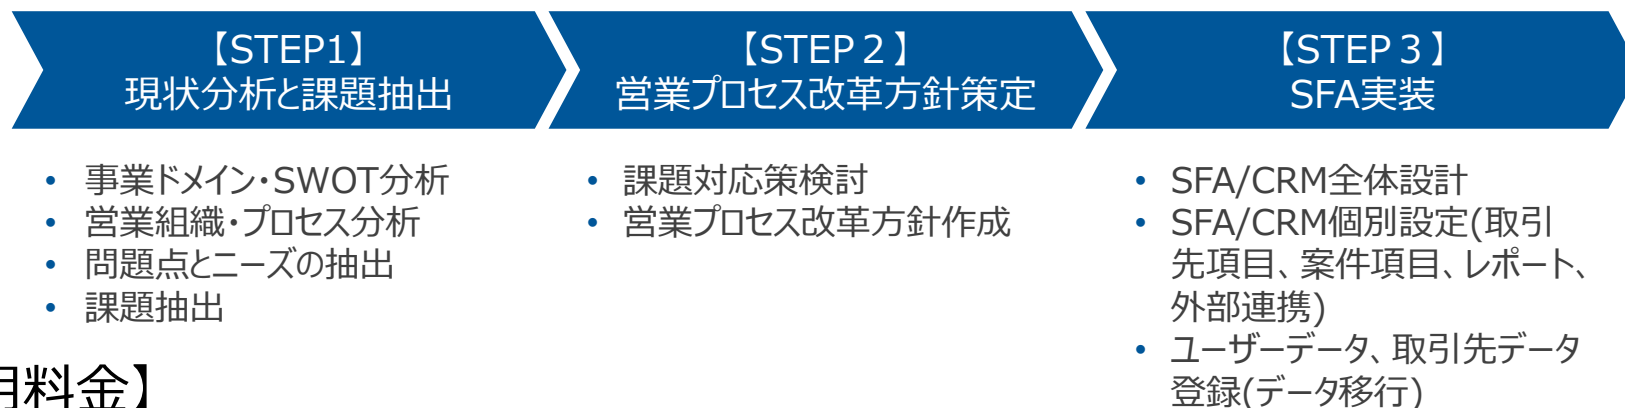 【STEP1】
現状分析と課題抽出
【STEP２】
営業プロセス改革方針策定
【STEP３】
SFA実装
• 事業ドメイン・SWOT分析
• 営業組織・プロセス分析
• 問題点とニーズの抽出
• 課題抽出
• 課題対応策検討
• 営業プロセス改革方針作成
• SFA/CRM全体設計
• SFA/CRM個別設定(取引
先項目、案件項目、レポート、
外部連携)
• ユーザーデータ、取引先データ
登録(データ移行)
用料金】